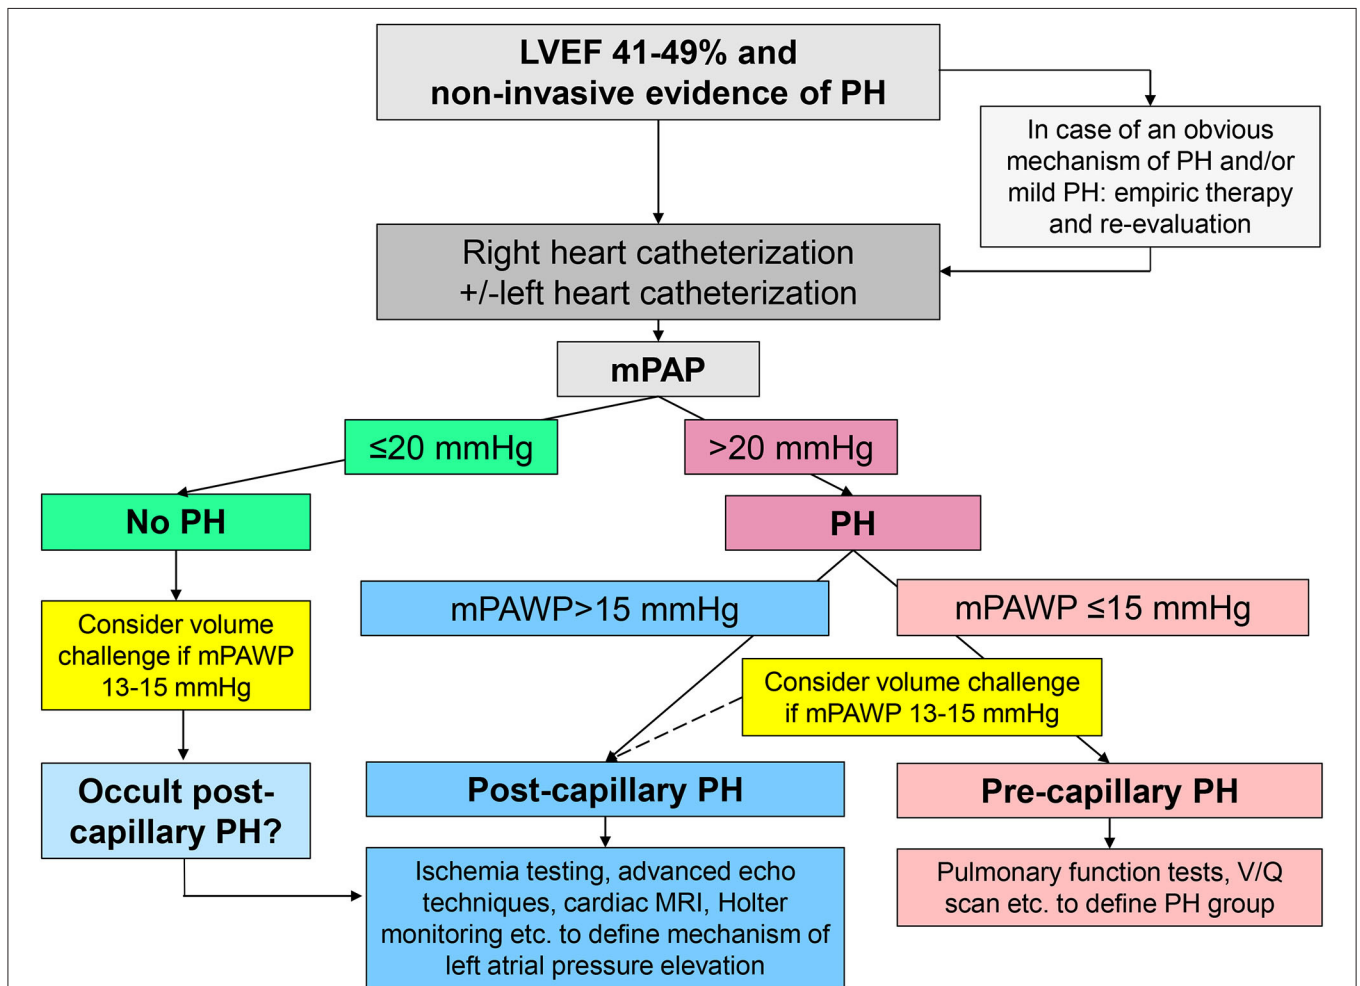 LVEF 41-49% and
non-invasive evidence of PH
In case of an obvious
mechanism of PH and/or
mild PH: empiric therapy
and re-evaluation
Right heart catheterization
+/-left heart catheterization
mPAP
≤20 mmHg
>20 mmHg
No PH
PH
mPAWP>15 mmHg
mPAWP ≤15 mmHg
Consider volume
challenge if mPAWP
13-15 mmHg
Consider volume challenge
if mPAWP 13-15 mmHg
Occult post-
capillary PH?
Post-capillary PH
Pre-capillary PH
Ischemia testing, advanced echo
techniques, cardiac MRI, Holter
monitoring etc. to define mechanism of
left atrial pressure elevation
Pulmonary function tests, V/Q
scan etc. to define PH group